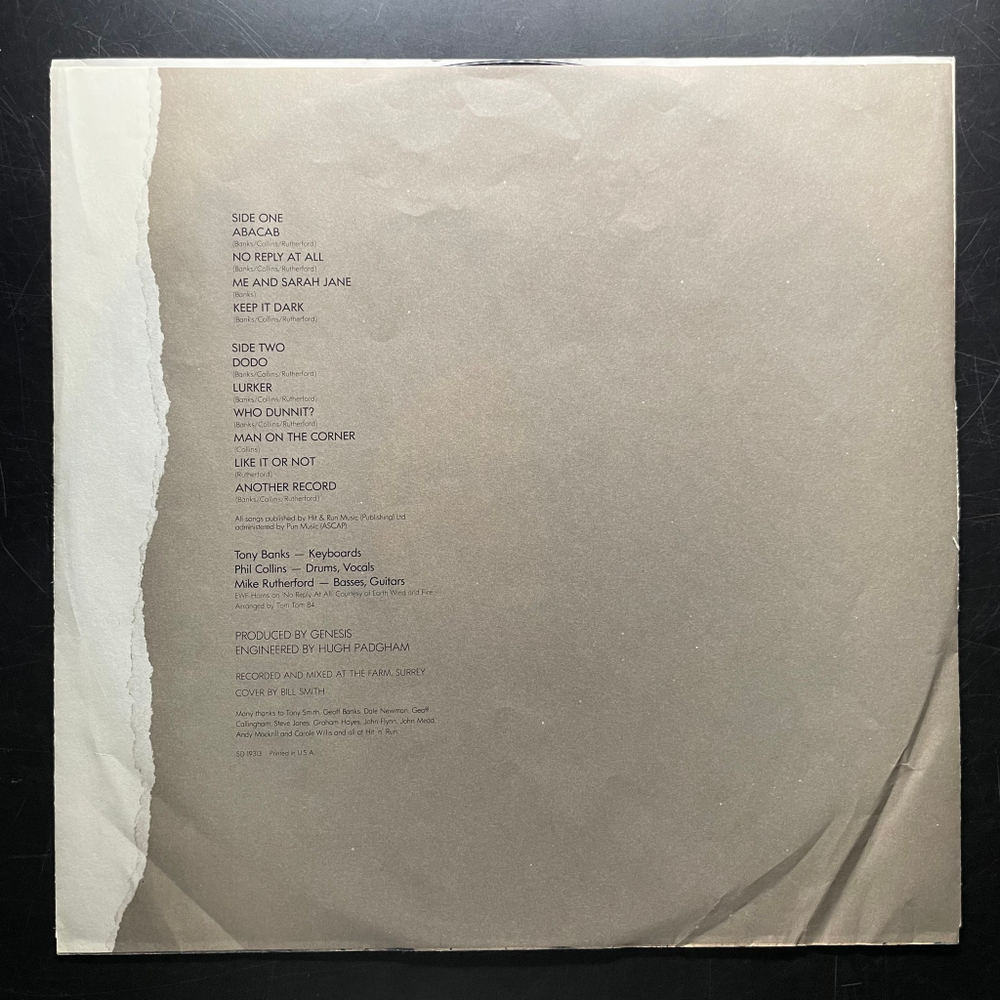 SIDE ONE
ABACAB
(Banks/Collins/Rutherford)
NO REPLY AT ALL
(Banks/Collins/Rutherford)
ME AND SARAH JANE
(Banks)
KEEP IT DARK
(Banks/Collins/Rutherford)
SIDE TWO
DODO
(Banks/Collins/Rutherford)
LURKER
(Banks/Collins/Rutherford)
WHO DUNNIT?
(Banks/Collins/Rutherford)
MAN ON THE CORNER
(Collins)
LIKE IT OR NOT
(Rutherford)
ANOTHER RECORD
(Banks/Collins/Rutherford)
All songs published by Hit & Run Music (Publishing) Ltd.
administered by Pun Music (ASCAP)
Tony Banks — Keyboards
Phil Collins — Drums, Vocals
Mike Rutherford — Basses, Guitars
EWF Horns on No Reply At All Courtesy of Earth Wind and Fire.
Arranged by Tom Tom 84
PRODUCED BY GENESIS
ENGINEERED BY HUGH PADGHAM
RECORDED AND MIXED AT THE FARM, SURREY
COVER BY BILL SMITH
Many thanks to Tony Smith, Geoff Banks, Dale Newman, Geoff
Callingham, Steve Jones, Graham Hayes, John Flynn, John Mead,
Andy Mackrill and Carole Willis and all at Hit n' Run.
SD 19313 Printed in U.S.A.